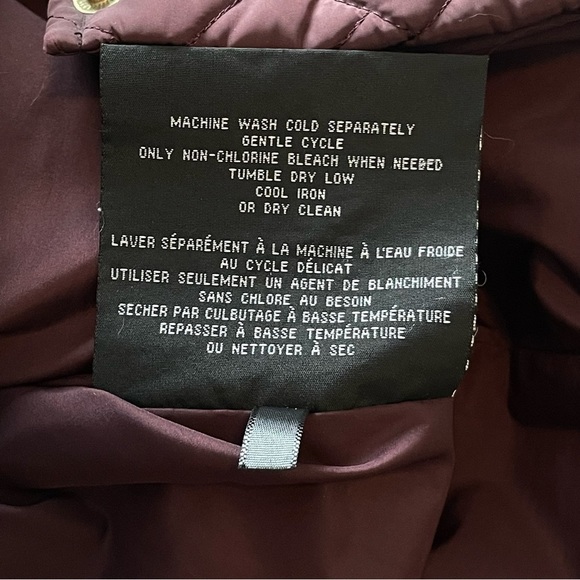 MACHINE WASH COLD SEPARATELY
GENTLE CYCLE
ONLY NON-CHLORINE BLEACH WHEN NEEDED
TUMBLE DRY LOW
COOL IRON
OR DRY CLEAN
LAVER SÉPARÉMENT À LA MACHINE À L'EAU FROIDE
AU CYCLE DÉLICAT
UTILISER SEULEMENT UN AGENT DE BLANCHIMENT
SANS CHLORE AU BESOIN
SECHER PAR CULBUTAGE À BASSE TEMPÉRATURE
REPASSER À BASSE TEMPÉRATURE
OU NETTOYER À SEC